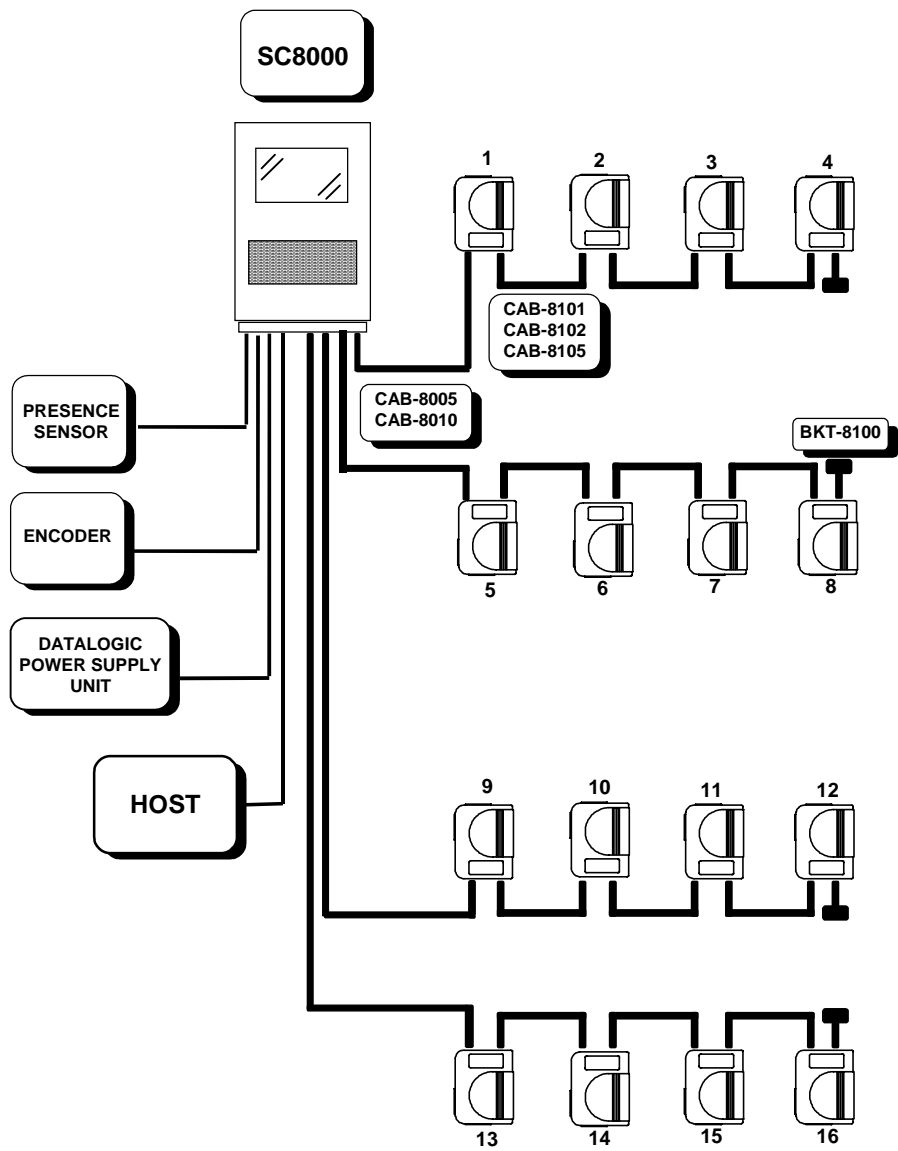 SC8000
1
2
3
4
CAB-8101
CAB-8102
CAB-8105
CAB-8005
CAB-8010
PRESENCE
SENSOR
BKT-8100
ENCODER
5
6
7
8
DATALOGIC
POWER SUPPLY
UNIT
HOST
9
10
11
12
13
14
15
16